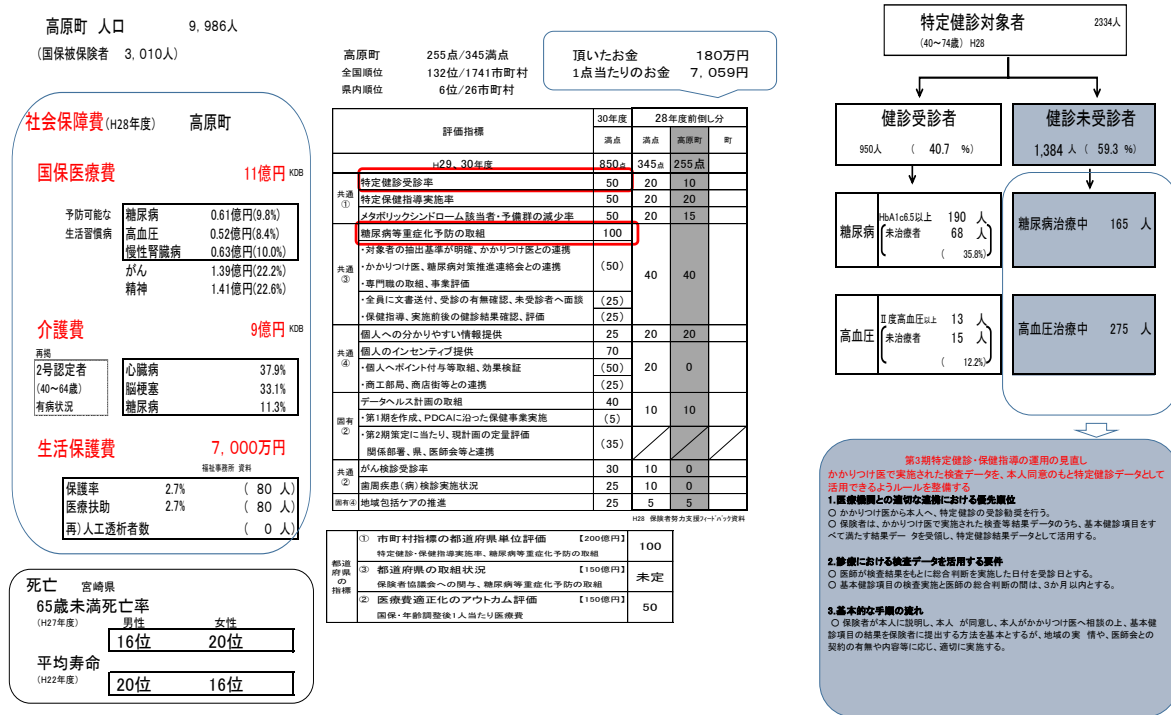 高原町 人口 9,986人
(国保被保険者 3,010人)
社会保障費(H28年度) 高原町
国保医療費 11億円 KDB
予防可能な
生活習慣病
糖尿病 0.61億円(9.8%)
高血圧 0.52億円(8.4%)
慢性腎臓病 0.63億円(10.0%)
がん 1.39億円(22.2%)
精神 1.41億円(22.6%)
介護費 9億円 KDB
再掲
2号認定者
(40~64歳)
有病状況
心臓病 37.9%
脳梗塞 33.1%
糖尿病 11.3%
生活保護費 7,000万円
福祉事務所 資料
保護率 2.7% ( 80 人)
医療扶助 2.7% ( 80 人)
再)人工透析者数 ( 0 人)
死亡 宮崎県
65歳未満死亡率
(H27年度) 男性 女性
16位 20位
平均寿命
(H22年度) 20位 16位
高原町 255点/345満点
全国順位 132位/1741市町村
県内順位 6位/26市町村
頂いたお金 180万円
1点当たりのお金 7,059円
評価指標 30年度 28年度前倒し分
満点 満点 高原町 町
H29、30年度 850点 345点 255点
共通①
特定健診受診率 50 20 10
特定保健指導実施率 50 20 20
メタボリックシンドローム該当者・予備群の減少率 50 20 15
共通③
糖尿病等重症化予防の取組 100
・対象者の抽出基準が明確、かかりつけ医との連携
・かかりつけ医、糖尿病対策推進連絡会との連携 (50) 40 40
・専門職の取組、事業評価
・全員に文書送付、受診の有無確認、未受診者へ面談 (25)
・保健指導、実施前後の健診結果確認、評価 (25)
共通④
個人への分かりやすい情報提供 25 20 20
個人のインセンティブ提供 70
・個人へポイント付与等取組、効果検証 (50) 20 0
・商工部局、商店街等との連携 (25)
固有②
データヘルス計画の取組 40
・第1期を作成、PDCAに沿った保健事業実施 (5) 10 10
・第2期策定に当たり、現計画の定量評価
関係部署、県、医師会等と連携 (35)
共通②
がん検診受診率 30 10 0
歯周疾患(病)検診実施状況 25 10 0
固有④ 地域包括ケアの推進 25 5 5
H28 保険者努力支援フィードバック資料
都道府県の指標
① 市町村指標の都道府県単位評価 【200億円】 100
特定健診・保健指導実施率、糖尿病等重症化予防の取組
③ 都道府県の取組状況 【150億円】 未定
保険者協議会への関与、糖尿病等重症化予防の取組
② 医療費適正化のアウトカム評価 【150億円】 50
国保・年齢調整後1人当たり医療費
特定健診対象者 2334人
(40~74歳) H28
健診受診者
950人 ( 40.7 %)
健診未受診者
1,384 人 ( 59.3 %)
糖尿病 HbA1c6.5以上 190 人
未治療者 68 人
( 35.8%)
糖尿病治療中 165 人
高血圧 Ⅱ度高血圧以上 13 人
未治療者 15 人
( 12.2%)
高血圧治療中 275 人
第3期特定健診・保健指導の運用の見直し
かかりつけ医で実施された検査データを、本人同意のもと特定健診データとして
活用できるようルールを整備する
1.医療機関との適切な連携における優先順位
○ かかりつけ医から本人へ、特定健診の受診勧奨を行う。
○ 保険者は、かかりつけ医で実施された検査等結果データのうち、基本健診項目をす
べて満たす結果デー タを受領し、特定健診結果データとして活用する。
2.診療における検査データを活用する要件
○ 医師が検査結果をもとに総合判断を実施した日付を受診日とする。
○ 基本健診項目の検査実施と医師の総合判断の間は、3か月以内とする。
3.基本的な手順の流れ
○ 保険者が本人に説明し、本人 が同意し、本人がかかりつけ医へ相談の上、基本健
診項目の結果を保険者に提出する方法を基本とするが、地域の実 情や、医師会との
契約の有無や内容等に応じ、適切に実施する。